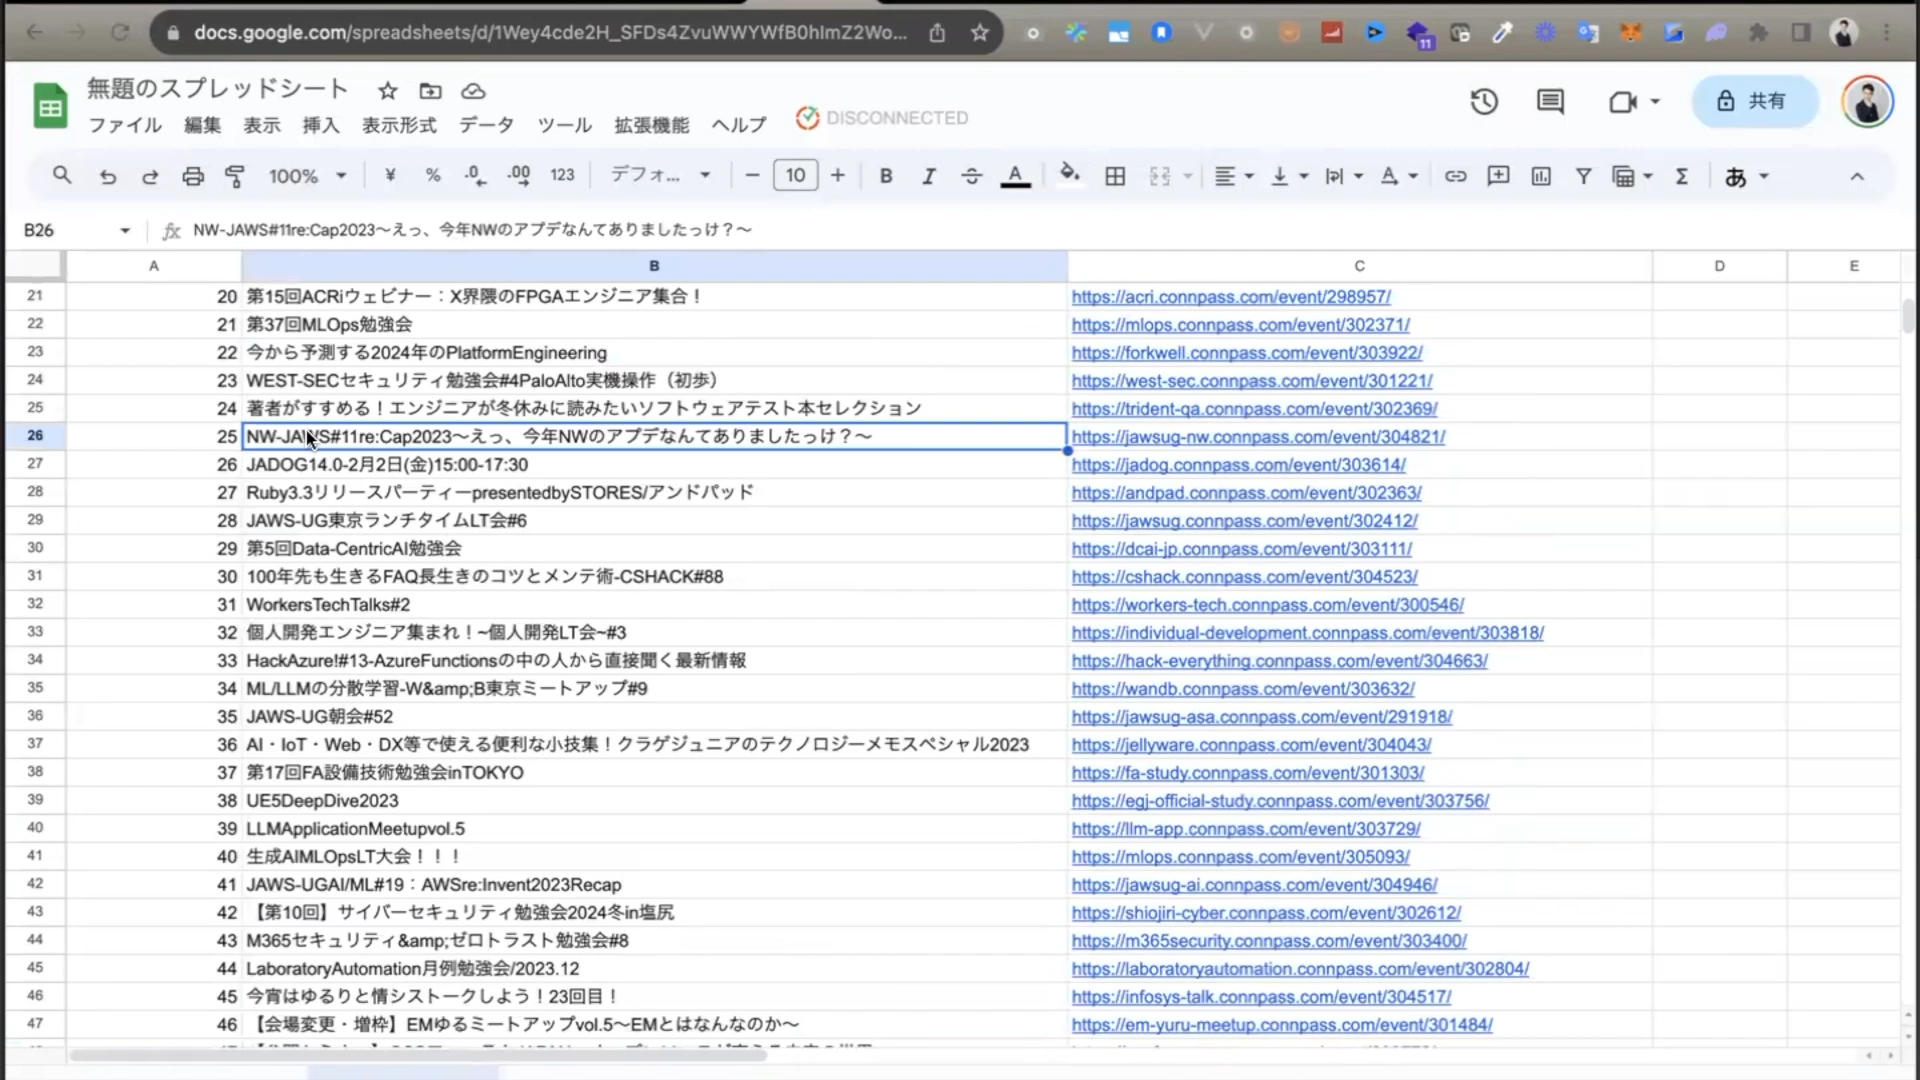 docs.google.com/spreadsheets/d/1Wey4cde2H_SFDs4ZvuWWYWfB0hImZ2Wo...
11
無題のスプレッドシート
ファイル 編集 表示 挿入 表示形式 データ ツール 拡張機能 ヘルプ DISCONNECTED
共有
100% ¥ % .0 .00 123 デフォ... 10 B I A あ
B26 fx NW-JAWS#11re:Cap2023〜えっ、今年NWのアプデなんてありましたっけ？〜
A B C D E
21 20 第15回ACRiウェビナー：X界隈のFPGAエンジニア集合！ https://acri.connpass.com/event/298957/
22 21 第37回MLOps勉強会 https://mlops.connpass.com/event/302371/
23 22 今から予測する2024年のPlatformEngineering https://forkwell.connpass.com/event/303922/
24 23 WEST-SECセキュリティ勉強会#4PaloAlto実機操作（初歩） https://west-sec.connpass.com/event/301221/
25 24 著者がすすめる！エンジニアが冬休みに読みたいソフトウェアテスト本セレクション https://trident-qa.connpass.com/event/302369/
26 25 NW-JAWS#11re:Cap2023〜えっ、今年NWのアプデなんてありましたっけ？〜 https://jawsug-nw.connpass.com/event/304821/
27 26 JADOG14.0-2月2日(金)15:00-17:30 https://jadog.connpass.com/event/303614/
28 27 Ruby3.3リリースパーティーpresentedbySTORES/アンドパッド https://andpad.connpass.com/event/302363/
29 28 JAWS-UG東京ランチタイムLT会#6 https://jawsug.connpass.com/event/302412/
30 29 第5回Data-CentricAI勉強会 https://dcai-jp.connpass.com/event/303111/
31 30 100年先も生きるFAQ長生きのコツとメンテ術-CSHACK#88 https://cshack.connpass.com/event/304523/
32 31 WorkersTechTalks#2 https://workers-tech.connpass.com/event/300546/
33 32 個人開発エンジニア集まれ！~個人開発LT会~#3 https://individual-development.connpass.com/event/303818/
34 33 HackAzure!#13-AzureFunctionsの中の人から直接聞く最新情報 https://hack-everything.connpass.com/event/304663/
35 34 ML/LLMの分散学習-W&amp;B東京ミートアップ#9 https://wandb.connpass.com/event/303632/
36 35 JAWS-UG朝会#52 https://jawsug-asa.connpass.com/event/291918/
37 36 AI・IoT・Web・DX等で使える便利な小技集！クラゲジュニアのテクノロジーメモスペシャル2023 https://jellyware.connpass.com/event/304043/
38 37 第17回FA設備技術勉強会inTOKYO https://fa-study.connpass.com/event/301303/
39 38 UE5DeepDive2023 https://egj-official-study.connpass.com/event/303756/
40 39 LLMApplicationMeetupvol.5 https://llm-app.connpass.com/event/303729/
41 40 生成AIMLOpsLT大会！！！ https://mlops.connpass.com/event/305093/
42 41 JAWS-UGAI/ML#19：AWSre:Invent2023Recap https://jawsug-ai.connpass.com/event/304946/
43 42 【第10回】サイバーセキュリティ勉強会2024冬in塩尻 https://shiojiri-cyber.connpass.com/event/302612/
44 43 M365セキュリティ&amp;ゼロトラスト勉強会#8 https://m365security.connpass.com/event/303400/
45 44 LaboratoryAutomation月例勉強会/2023.12 https://laboratoryautomation.connpass.com/event/302804/
46 45 今宵はゆるりと情シストークしよう！23回目！ https://infosys-talk.connpass.com/event/304517/
47 46 【会場変更・増枠】EMゆるミートアップvol.5〜EMとはなんなのか〜 https://em-yuru-meetup.connpass.com/event/301484/